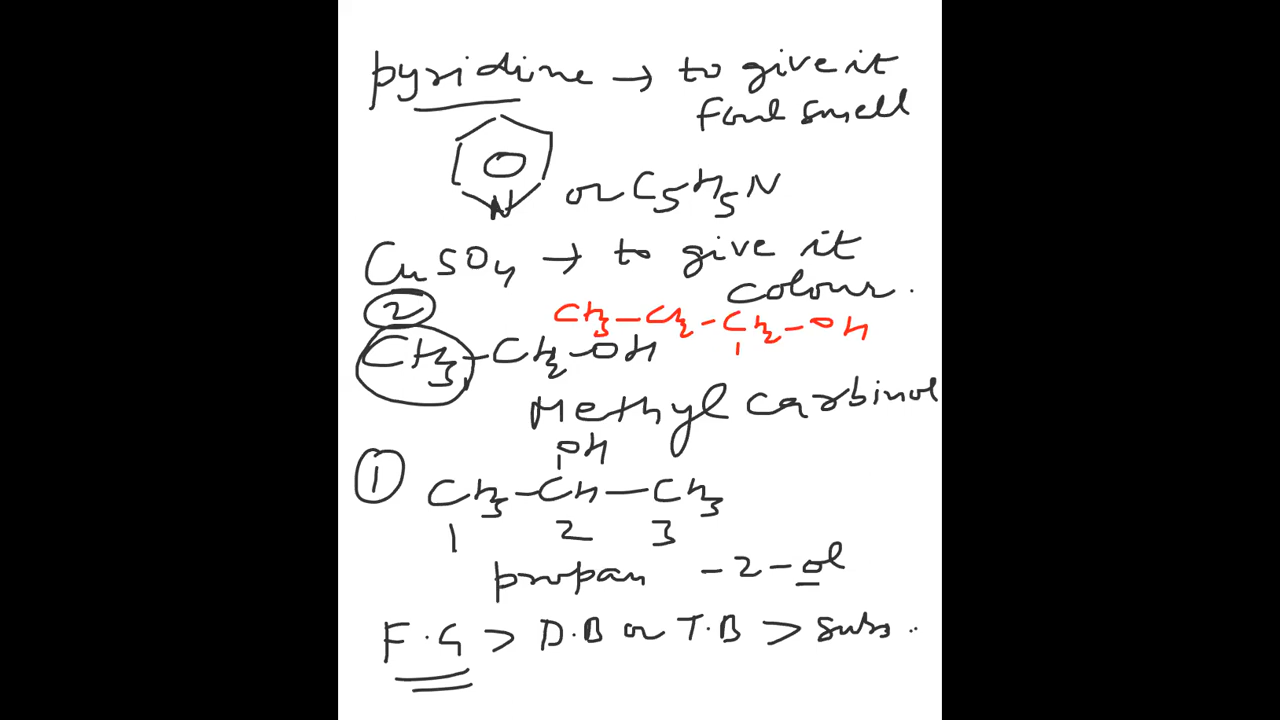 pyridine → to give it
foul smell
N
or C5H5N
CuSO4 → to give it
colour.
2
CH3-CH2-CH2-OH
1
CH3-CH2-OH
Methyl carbinol
OH
1
CH3-CH-CH3
1 2 3
propan -2-ol
F.G > D.B or T.B > subs..